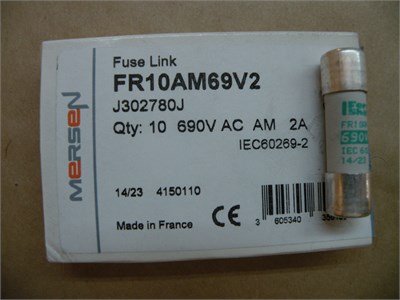 MERSEN
Fuse Link
FR10AM69V2
J302780J
Qty: 10 690V AC AM 2A
IEC60269-2
14/23 4150110
Made in France
CE
3 605340
FR10
690
IEC 6
14/23